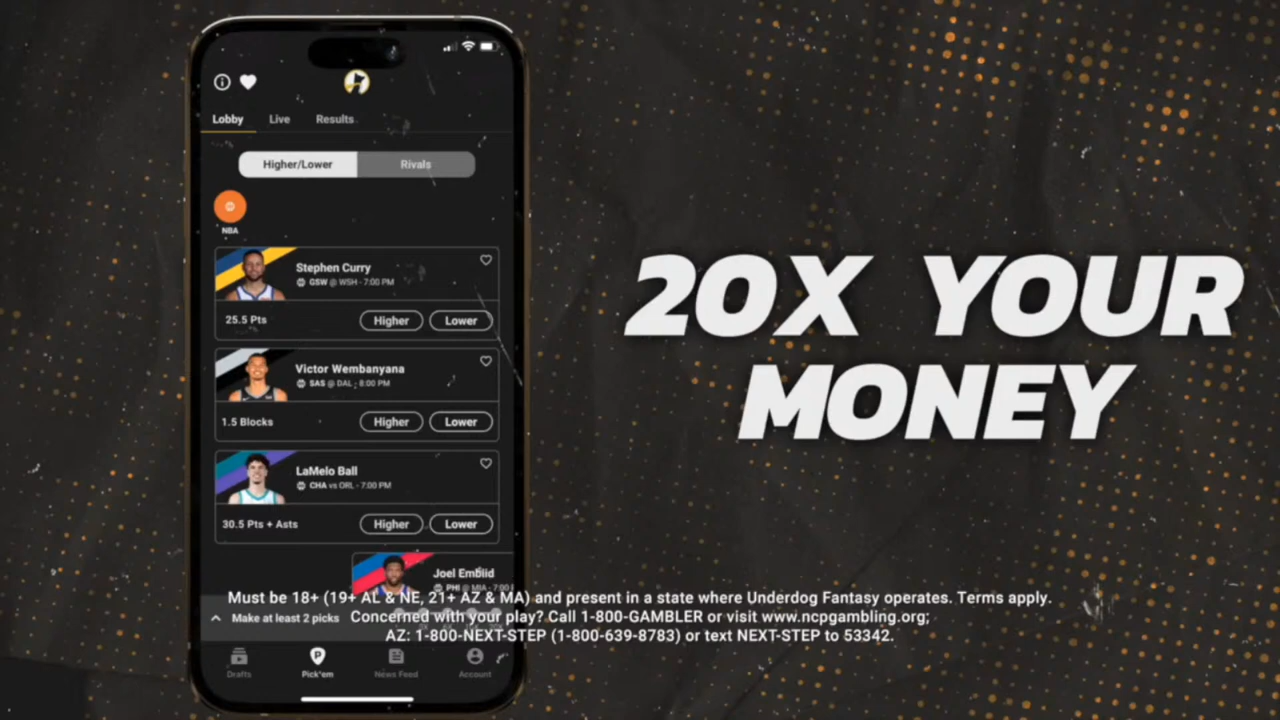 Lobby Live Results
Higher/Lower Rivals
NBA
Stephen Curry
GSW @ WSH - 7:00 PM
25.5 Pts Higher Lower
Victor Wembanyana
SAS @ DAL - 8:00 PM
1.5 Blocks Higher Lower
LaMelo Ball
CHA vs ORL - 7:00 PM
30.5 Pts + Asts Higher Lower
Joel Embiid
PHI @ MIA - 7:00
Make at least 2 picks
Drafts Pick'em News Feed Account
20X YOUR
MONEY
Must be 18+ (19+ AL & NE, 21+ AZ & MA) and present in a state where Underdog Fantasy operates. Terms apply.
Concerned with your play? Call 1-800-GAMBLER or visit www.ncpgambling.org;
AZ: 1-800-NEXT-STEP (1-800-639-8783) or text NEXT-STEP to 53342.